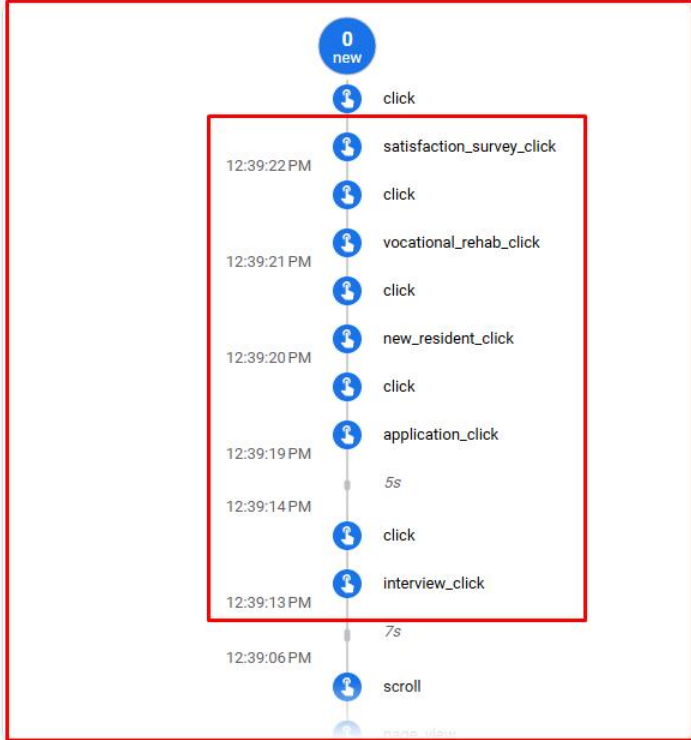 0
new
click
satisfaction_survey_click
12:39:22 PM
click
vocational_rehab_click
12:39:21 PM
click
new_resident_click
12:39:20 PM
click
application_click
12:39:19 PM
5s
12:39:14 PM
click
interview_click
12:39:13 PM
7s
12:39:06 PM
scroll
page_view